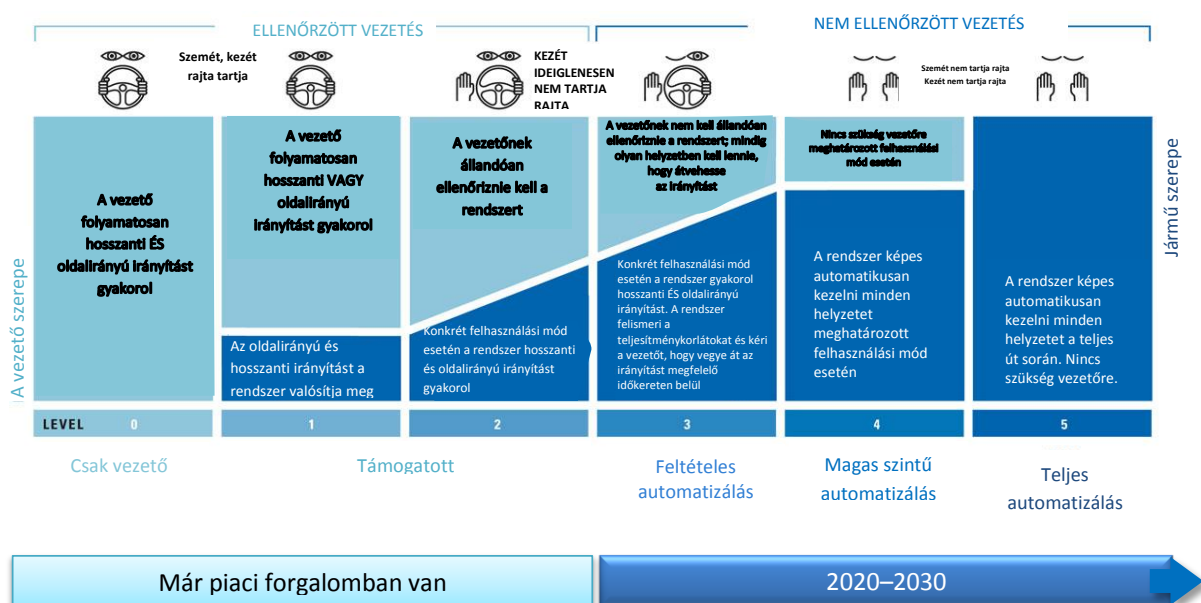 ELLENŐRZÖTT VEZETÉS
NEM ELLENŐRZÖTT VEZETÉS
Szemét, kezét
rajta tartja
KEZÉT
IDEIGLENESEN
NEM TARTJA
RAJTA
Szemét nem tartja rajta
Kezét nem tartja rajta
A vezető szerepe
A vezető
folyamatosan
hosszanti ÉS
oldalirányú irányítást
gyakorol
A vezető
folyamatosan
hosszanti VAGY
oldalirányú
irányítást gyakorol
Az oldalirányú és
hosszanti irányítást a
rendszer valósítja meg
A vezetőnek
állandóan
ellenőriznie kell a
rendszert
Konkrét felhasználási mód
esetén a rendszer hosszanti
és oldalirányú irányítást
gyakorol
A vezetőnek nem kell állandóan
ellenőriznie a rendszert; mindig
olyan helyzetben kell lennie,
hogy átvehesse
az irányítást
Konkrét felhasználási mód
esetén a rendszer gyakorol
hosszanti ÉS oldalirányú
irányítást. A rendszer
felismeri a
teljesítménykorlátokat és kéri
a vezetőt, hogy vegye át az
irányítást megfelelő
időkereten belül
Nincs szükség vezetőre
meghatározott felhasználási
mód esetén
A rendszer képes
automatikusan
kezelni minden
helyzetet
meghatározott
felhasználási mód
esetén
A rendszer képes
automatikusan
kezelni minden
helyzetet a teljes
út során. Nincs
szükség vezetőre.
Jármű szerepe
LEVEL 0 1 2 3 4 5
Csak vezető
Támogatott
Feltételes
automatizálás
Magas szintű
automatizálás
Teljes
automatizálás
Már piaci forgalomban van
2020–2030